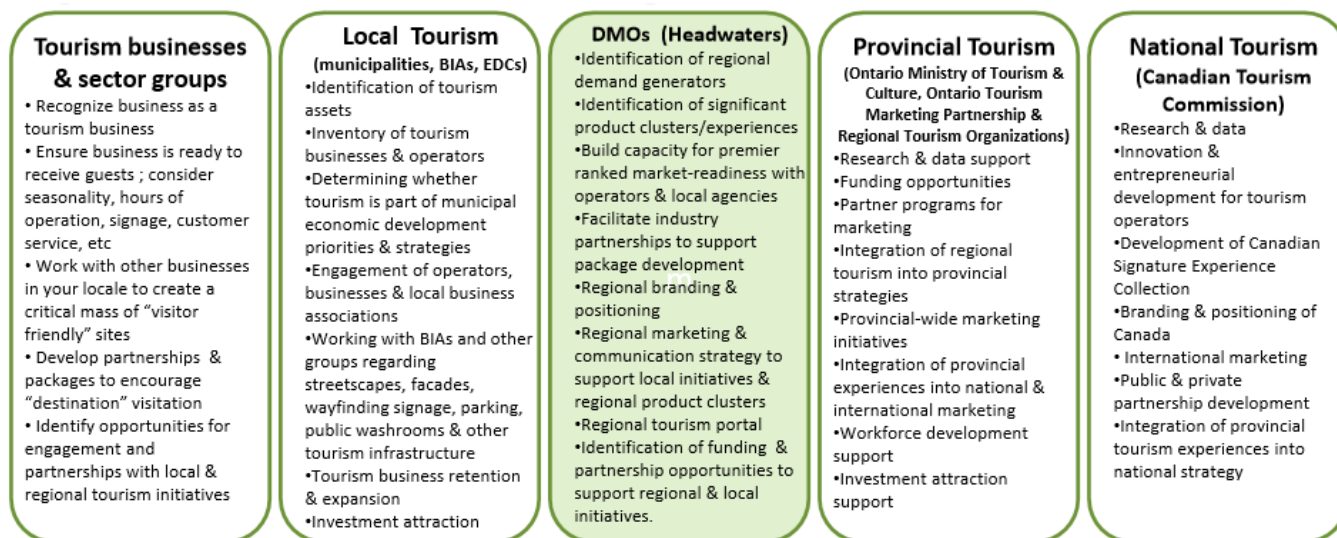 Tourism businesses
& sector groups
• Recognize business as a
tourism business
• Ensure business is ready to
receive guests ; consider
seasonality, hours of
operation, signage, customer
service, etc
• Work with other businesses
in your locale to create a
critical mass of “visitor
friendly” sites
• Develop partnerships &
packages to encourage
“destination” visitation
• Identify opportunities for
engagement and
partnerships with local &
regional tourism initiatives
Local Tourism
(municipalities, BIAs, EDCs)
•Identification of tourism
assets
•Inventory of tourism
businesses & operators
•Determining whether
tourism is part of municipal
economic development
priorities & strategies
•Engagement of operators,
businesses & local business
associations
•Working with BIAs and other
groups regarding
streetscapes, facades,
wayfinding signage, parking,
public washrooms & other
tourism infrastructure
•Tourism business retention
& expansion
•Investment attraction
DMOs (Headwaters)
•Identification of regional
demand generators
•Identification of significant
product clusters/experiences
•Build capacity for premier
ranked market-readiness with
operators & local agencies
•Facilitate industry
partnerships to support
package development
m
•Regional branding &
positioning
•Regional marketing &
communication strategy to
support local initiatives &
regional product clusters
•Regional tourism portal
•Identification of funding &
partnership opportunities to
support regional & local
initiatives.
Provincial Tourism
(Ontario Ministry of Tourism &
Culture, Ontario Tourism
Marketing Partnership &
Regional Tourism Organizations)
•Research & data support
•Funding opportunities
•Partner programs for
marketing
•Integration of regional
tourism into provincial
strategies
•Provincial-wide marketing
initiatives
•Integration of provincial
experiences into national &
international marketing
•Workforce development
support
•Investment attraction
support
National Tourism
(Canadian Tourism
Commission)
•Research & data
•Innovation &
entrepreneurial
development for tourism
operators
•Development of Canadian
Signature Experience
Collection
•Branding & positioning of
Canada
• International marketing
•Public & private
partnership development
•Integration of provincial
tourism experiences into
national strategy